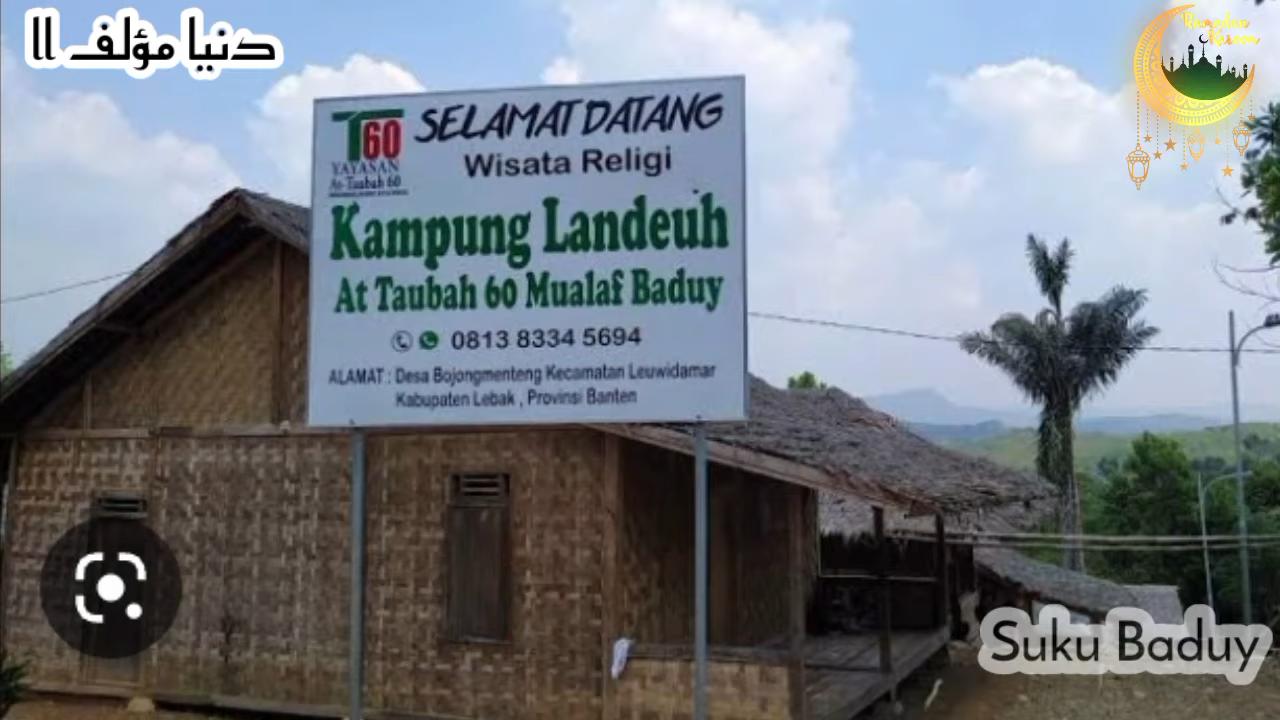 دنيا مؤلف II
Ramadan
Kareem
T60
YAYASAN
At-Taubah 60
SELAMAT DATANG
Wisata Religi
Kampung Landeuh
At Taubah 60 Mualaf Baduy
0813 8334 5694
ALAMAT : Desa Bojongmenteng Kecamatan Leuwidamar
Kabupaten Lebak , Provinsi Banten
Suku Baduy